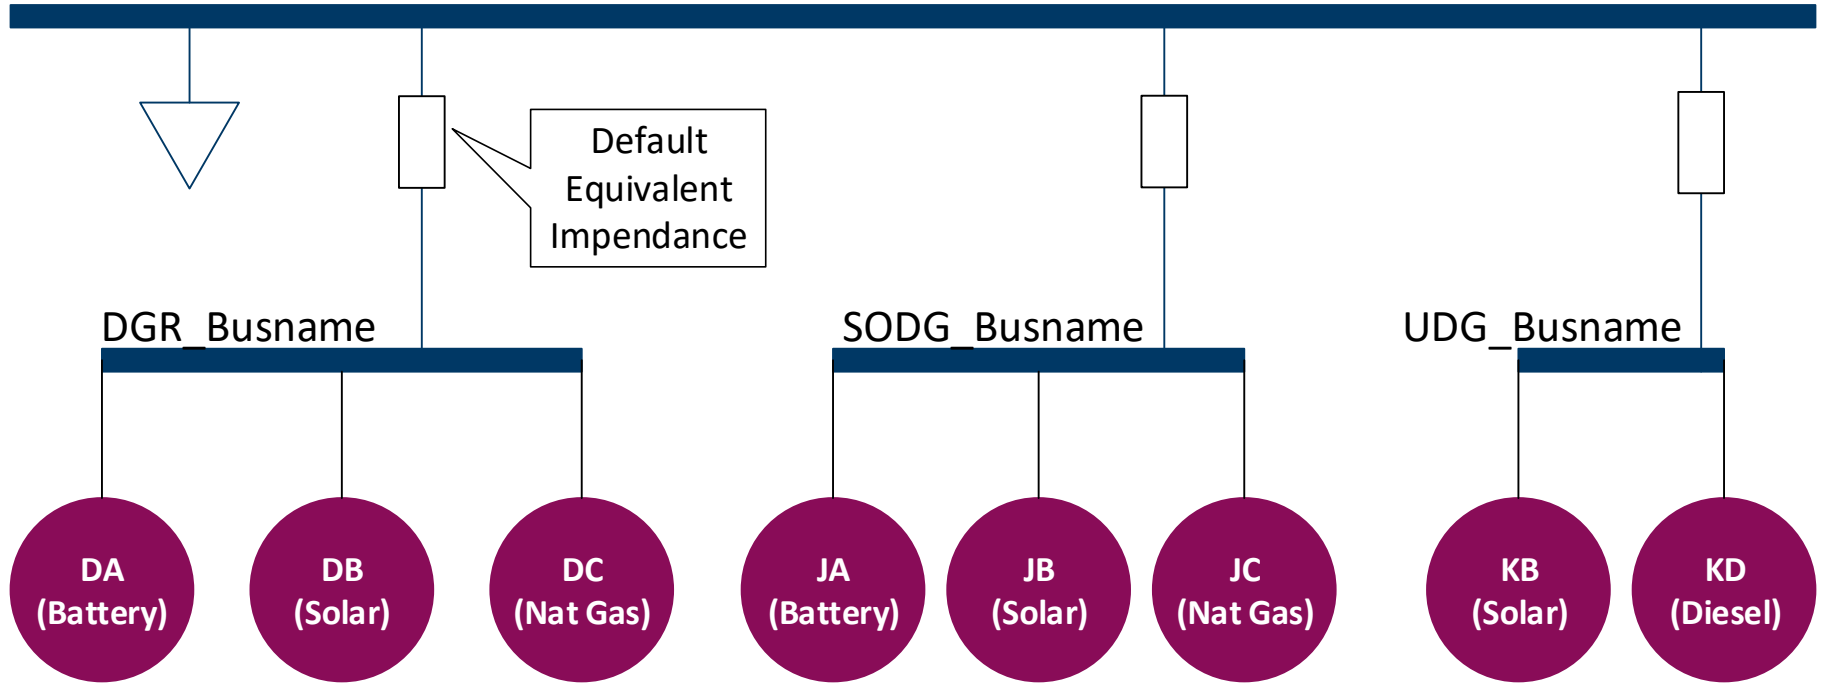 Default
Equivalent
Impendance
DGR_Busname
SODG_Busname
UDG_Busname
DA
(Battery)
DB
(Solar)
DC
(Nat Gas)
JA
(Battery)
JB
(Solar)
JC
(Nat Gas)
KB
(Solar)
KD
(Diesel)